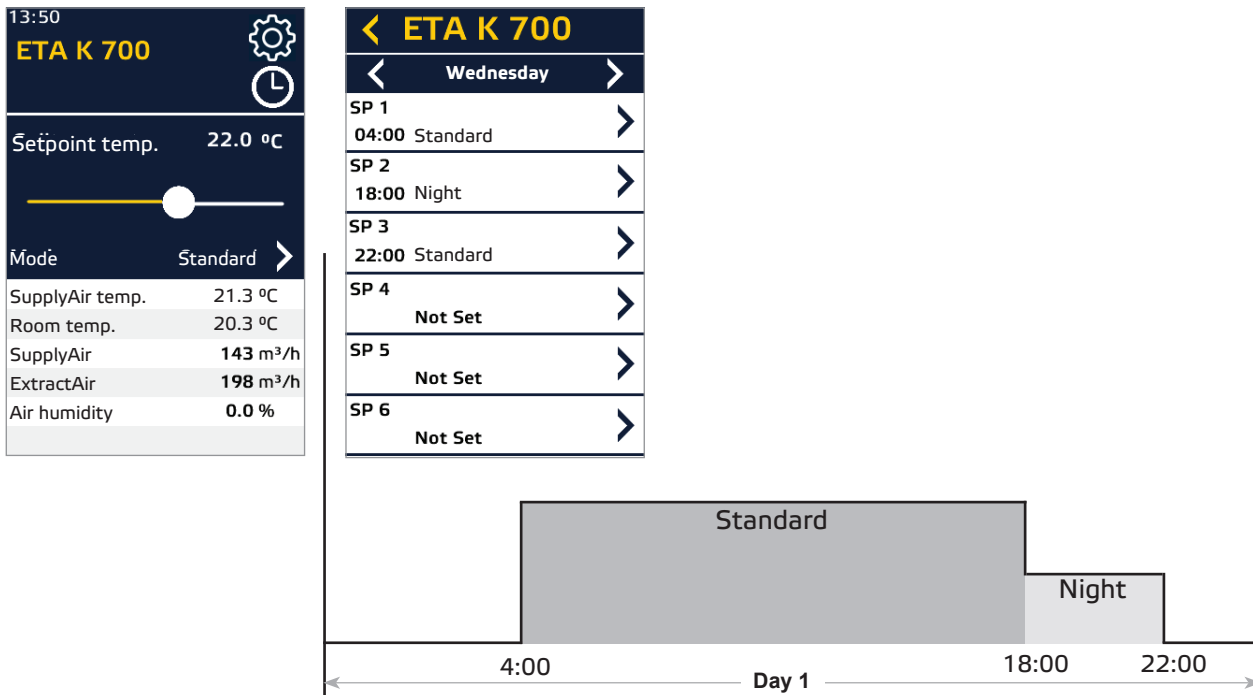 13:50
ETA K 700
Setpoint temp. 22.0 ºC
Mode Standard
SupplyAir temp. 21.3 ºC
Room temp. 20.3 ºC
SupplyAir 143 m³/h
ExtractAir 198 m³/h
Air humidity 0.0 %
ETA K 700
Wednesday
SP 1
04:00 Standard
SP 2
18:00 Night
SP 3
22:00 Standard
SP 4
Not Set
SP 5
Not Set
SP 6
Not Set
Standard
Night
4:00 18:00 22:00
Day 1